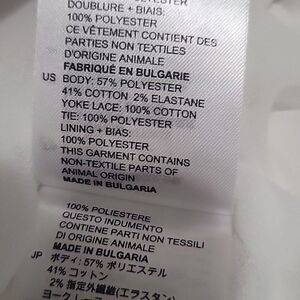 DOUBLURE + BIAIS:
100% POLYESTER
CE VÊTEMENT CONTIENT DES
PARTIES NON TEXTILES
D'ORIGINE ANIMALE
FABRIQUÉ EN BULGARIE
US BODY: 57% POLYESTER
41% COTTON 2% ELASTANE
YOKE LACE: 100% COTTON
TIE: 100% POLYESTER
LINING + BIAS:
100% POLYESTER
THIS GARMENT CONTAINS
NON-TEXTILE PARTS OF
ANIMAL ORIGIN
MADE IN BULGARIA
100% POLIESTERE
QUESTO INDUMENTO
CONTIENE PARTI NON TESSILI
DI ORIGINE ANIMALE
MADE IN BULGARIA
JP ボディ: 57% ポリエステル
41% コットン
2% 指定外繊維(エラスタン)